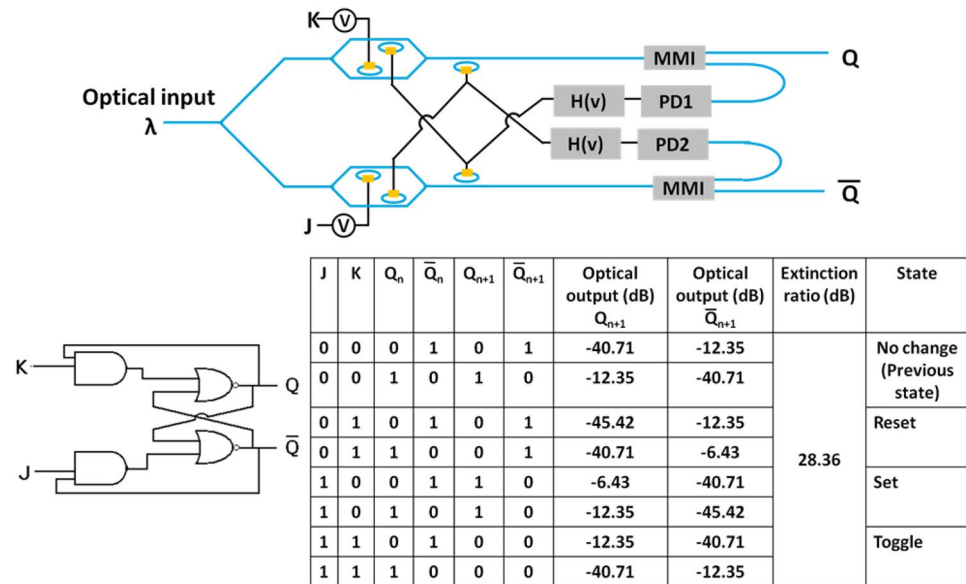 K V
MMI Q
Optical input
λ
H(v) PD1
H(v) PD2
MMI Q̅
J V
J K Qₙ Q̅ₙ Qₙ₊₁ Q̅ₙ₊₁ Optical output (dB) Qₙ₊₁ Optical output (dB) Q̅ₙ₊₁ Extinction ratio (dB) State
0 0 0 1 0 1 -40.71 -12.35 No change (Previous state)
0 0 1 0 1 0 -12.35 -40.71
0 1 0 1 0 1 -45.42 -12.35 Reset
0 1 1 0 0 1 -40.71 -6.43
28.36
1 0 0 1 1 0 -6.43 -40.71 Set
1 0 1 0 1 0 -12.35 -45.42
1 1 0 1 0 0 -12.35 -40.71 Toggle
1 1 1 0 0 0 -40.71 -12.35
K Q
J Q̅